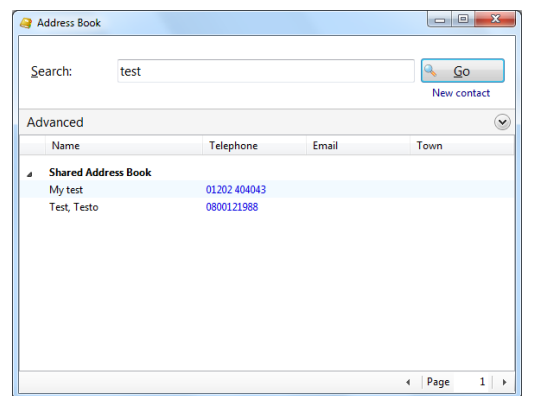 Address Book
Search: test Go
New contact
Advanced
Name Telephone Email Town
Shared Address Book
My test 01202 404043
Test, Testo 0800121988
Page 1